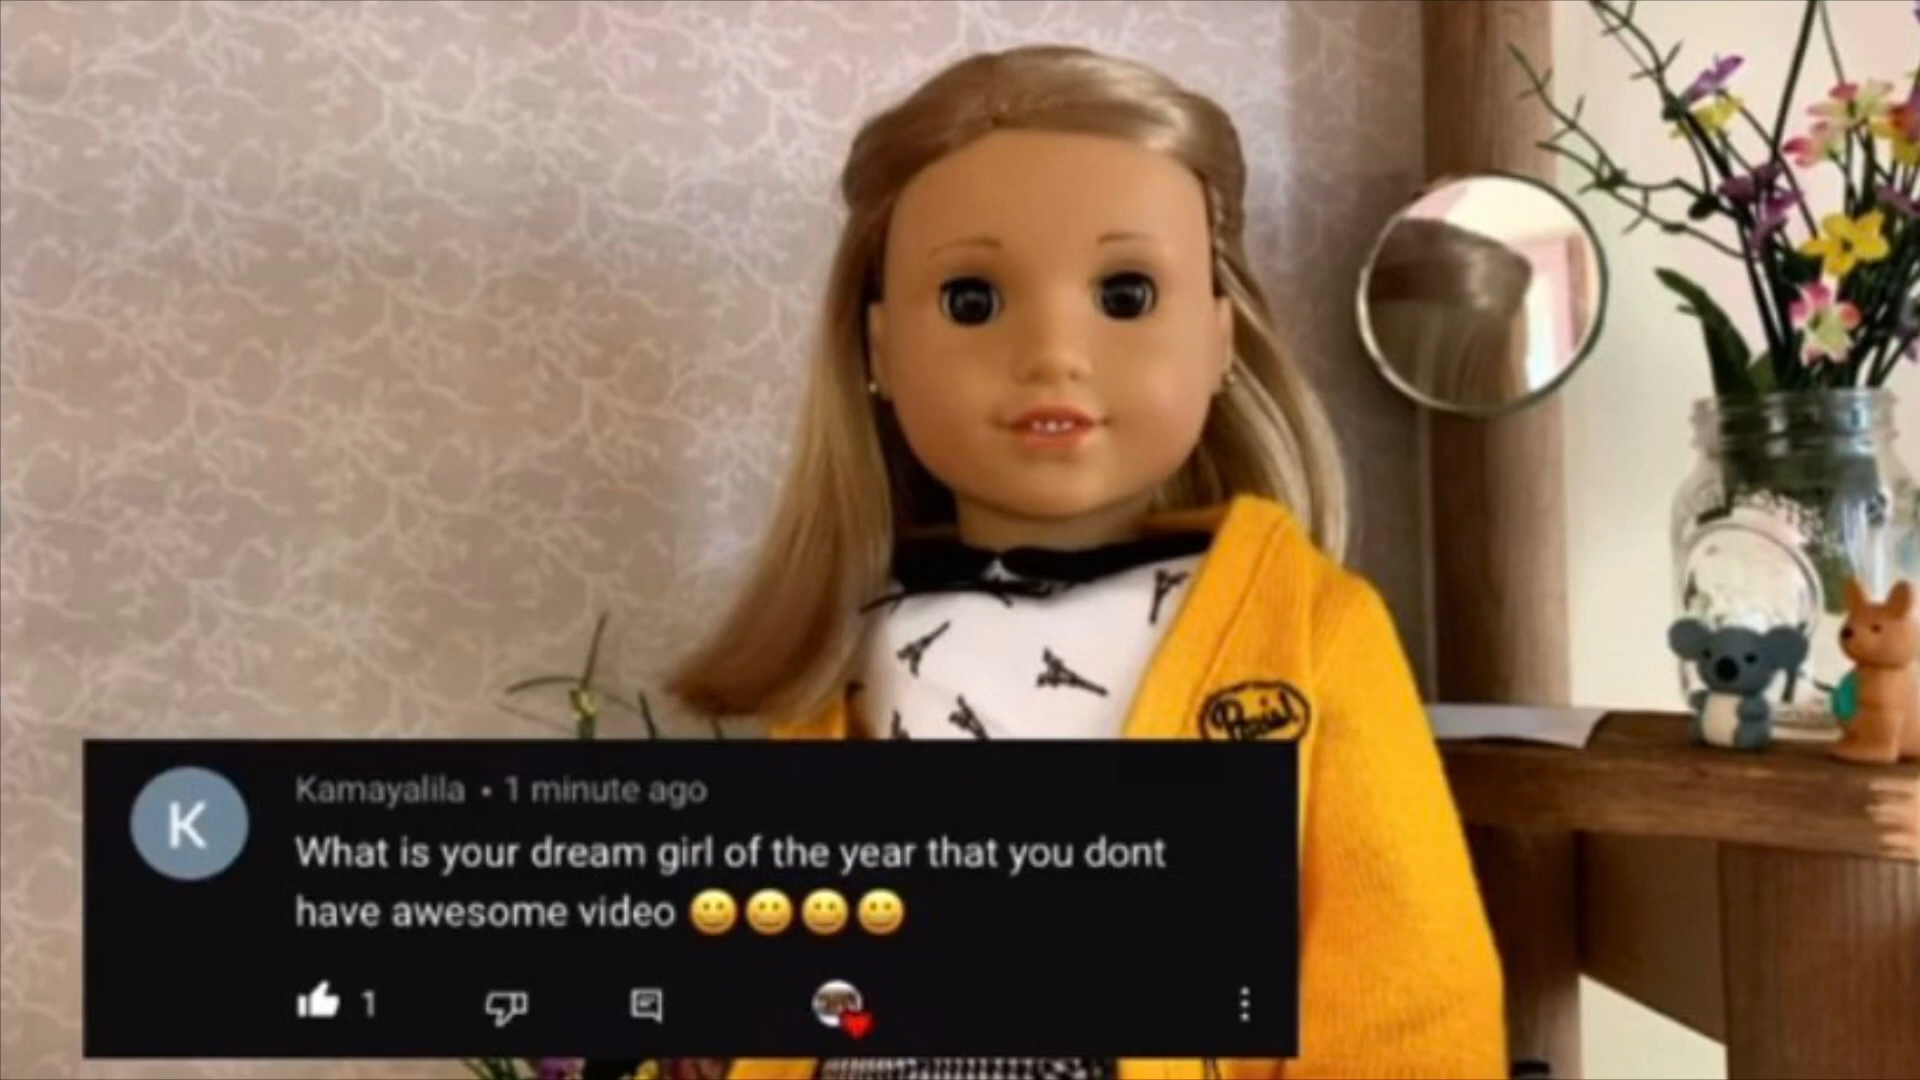 Paris!
K
Kamayalila • 1 minute ago
What is your dream girl of the year that you dont
have awesome video 😀😀😀😀
1